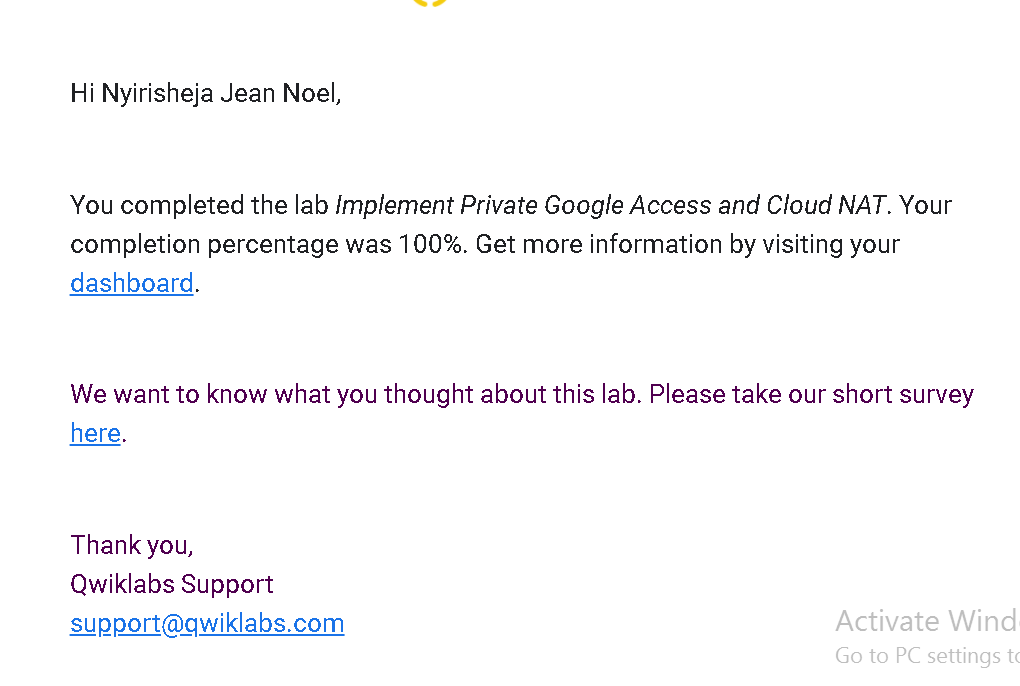 Hi Nyirisheja Jean Noel,
You completed the lab Implement Private Google Access and Cloud NAT. Your
completion percentage was 100%. Get more information by visiting your
dashboard.
We want to know what you thought about this lab. Please take our short survey
here.
Thank you,
Qwiklabs Support
support@qwiklabs.com
Activate Wind
Go to PC settings to